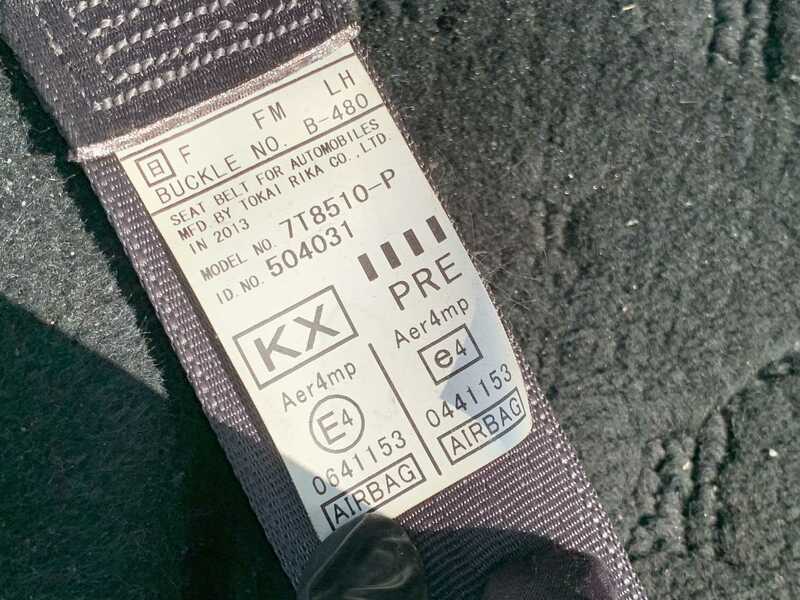 日 F FM LH
BUCKLE NO. B-480
SEAT BELT FOR AUTOMOBILES
MFD BY TOKAI RIKA CO.,LTD.
IN 2013
MODEL NO. 7T8510-P
ID.NO. 504031
KX
PRE
Aer4mp
E4
0641153
AIRBAG
Aer4mp
e4
0441153
AIRBAG